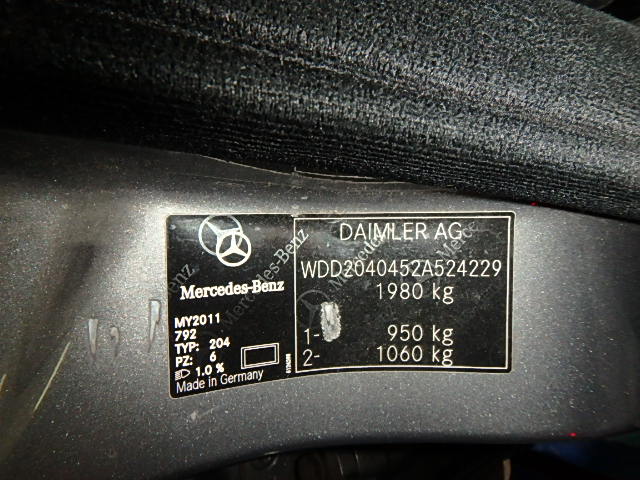 Mercedes-Benz
MY2011
792
TYP: 204
PZ: 6
1.0 %
Made in Germany
DAIMLER AG
WDD2040452A524229
1980 kg
1- 950 kg
2- 1060 kg